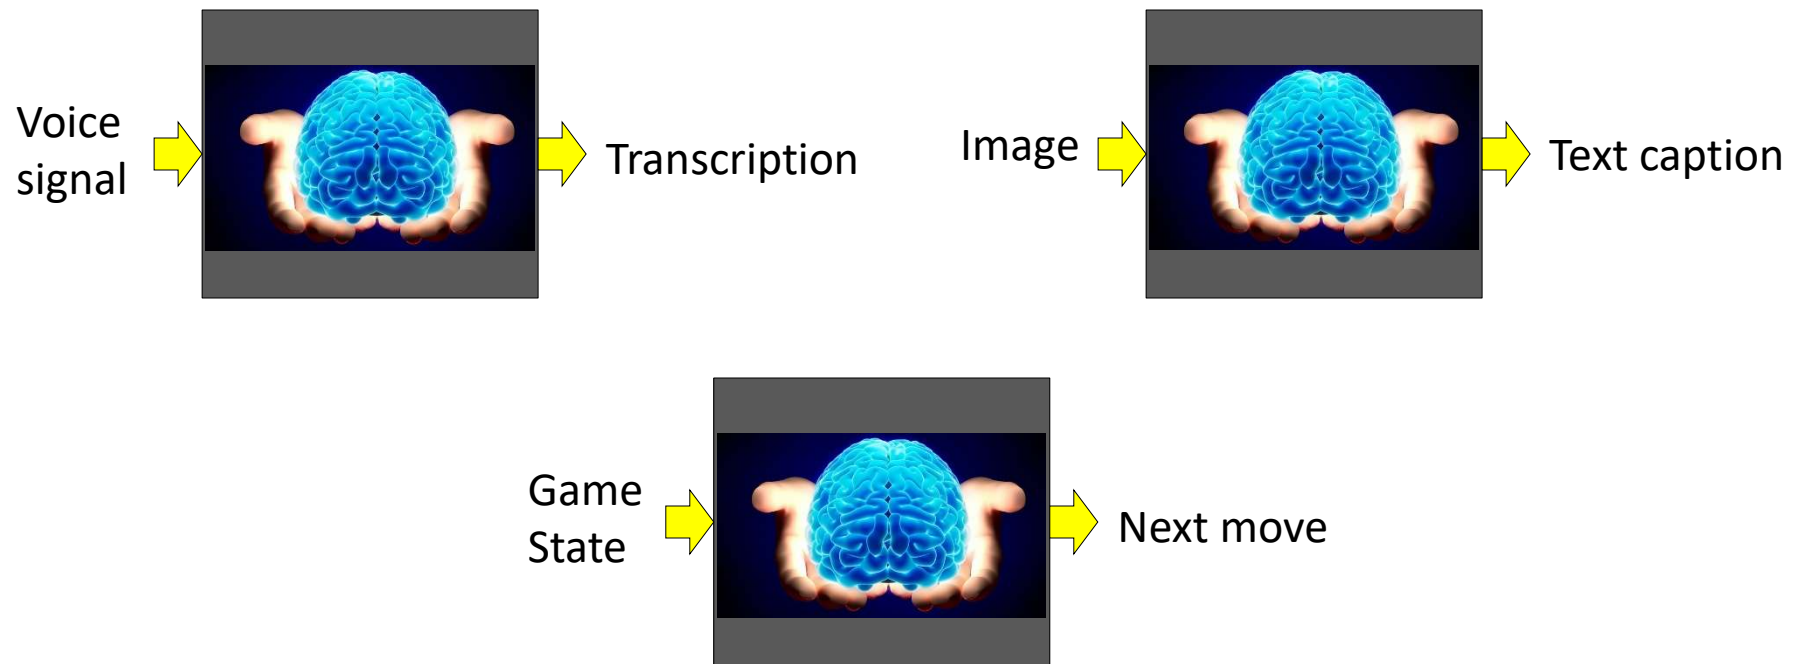 Voice
signal
Transcription
Image
Text caption
Game
State
Next move